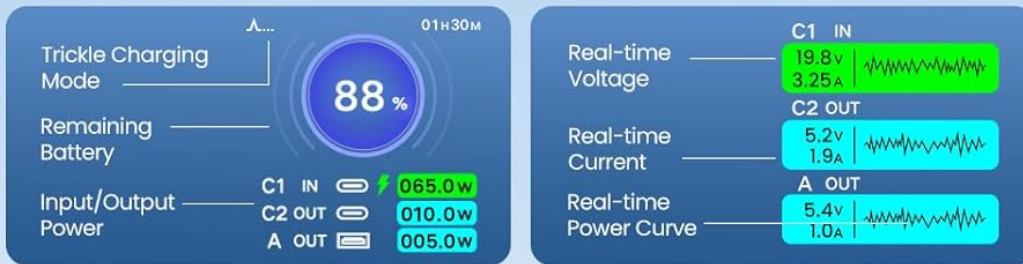 01H30M
Trickle Charging
Mode
88 %
Remaining
Battery
Input/Output
Power
C1 IN 065.0W
C2 OUT 010.0W
A OUT 005.0W
C1 IN
Real-time
Voltage
19.8V
3.25A
C2 OUT
Real-time
Current
5.2V
1.9A
A OUT
Real-time
Power Curve
5.4V
1.0A